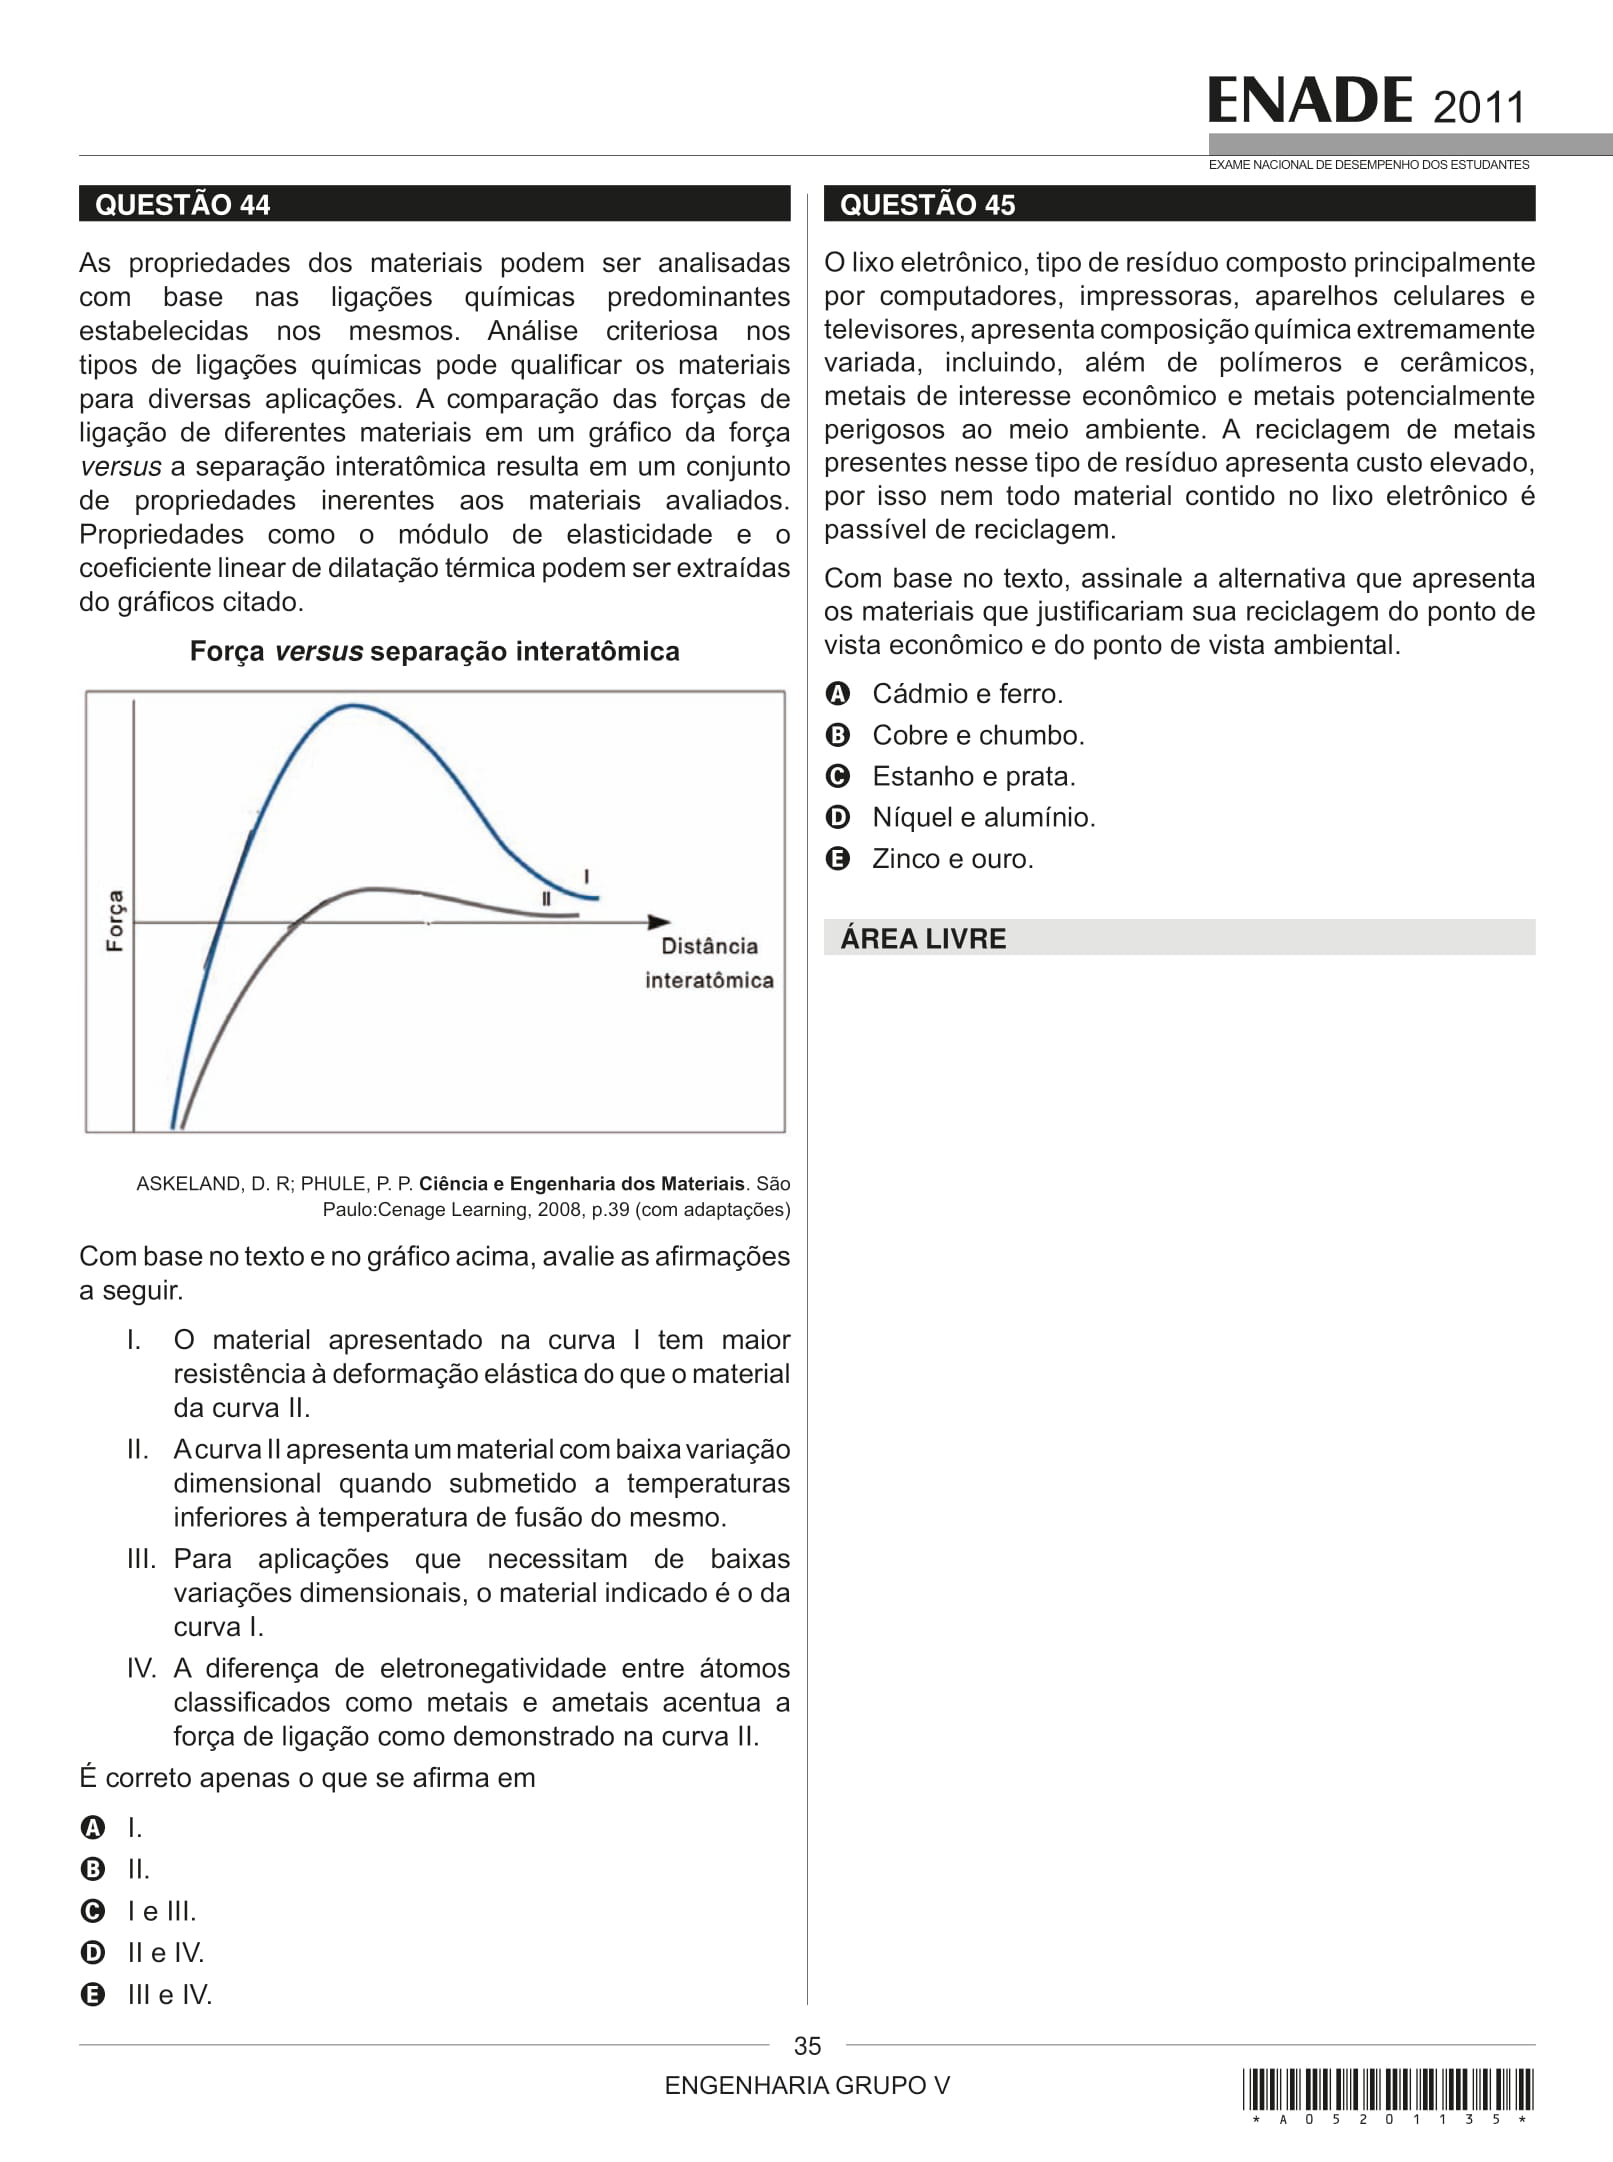 ENADE 2011
EXAME NACIONAL DE DESEMPENHO DOS ESTUDANTES
QUESTÃO 44
As propriedades dos materiais podem ser analisadas
com base nas ligações químicas predominantes
estabelecidas nos mesmos. Análise criteriosa nos
tipos de ligações químicas pode qualificar os materiais
para diversas aplicações. A comparação das forças de
ligação de diferentes materiais em um gráfico da força
versus a separação interatômica resulta em um conjunto
de propriedades inerentes aos materiais avaliados.
Propriedades como o módulo de elasticidade e o
coeficiente linear de dilatação térmica podem ser extraídas
do gráficos citado.
Força versus separação interatômica
Força
I
II
Distância
interatômica
ASKELAND, D. R; PHULE, P. P. Ciência e Engenharia dos Materiais. São
Paulo:Cenage Learning, 2008, p.39 (com adaptações)
Com base no texto e no gráfico acima, avalie as afirmações
a seguir.
I. O material apresentado na curva I tem maior
resistência à deformação elástica do que o material
da curva II.
II. A curva II apresenta um material com baixa variação
dimensional quando submetido a temperaturas
inferiores à temperatura de fusão do mesmo.
III. Para aplicações que necessitam de baixas
variações dimensionais, o material indicado é o da
curva I.
IV. A diferença de eletronegatividade entre átomos
classificados como metais e ametais acentua a
força de ligação como demonstrado na curva II.
É correto apenas o que se afirma em
A I.
B II.
C I e III.
D II e IV.
E III e IV.
QUESTÃO 45
O lixo eletrônico, tipo de resíduo composto principalmente
por computadores, impressoras, aparelhos celulares e
televisores, apresenta composição química extremamente
variada, incluindo, além de polímeros e cerâmicos,
metais de interesse econômico e metais potencialmente
perigosos ao meio ambiente. A reciclagem de metais
presentes nesse tipo de resíduo apresenta custo elevado,
por isso nem todo material contido no lixo eletrônico é
passível de reciclagem.
Com base no texto, assinale a alternativa que apresenta
os materiais que justificariam sua reciclagem do ponto de
vista econômico e do ponto de vista ambiental.
A Cádmio e ferro.
B Cobre e chumbo.
C Estanho e prata.
D Níquel e alumínio.
E Zinco e ouro.
ÁREA LIVRE
35
ENGENHARIA GRUPO V
* A 0 5 2 0 1 1 3 5 *